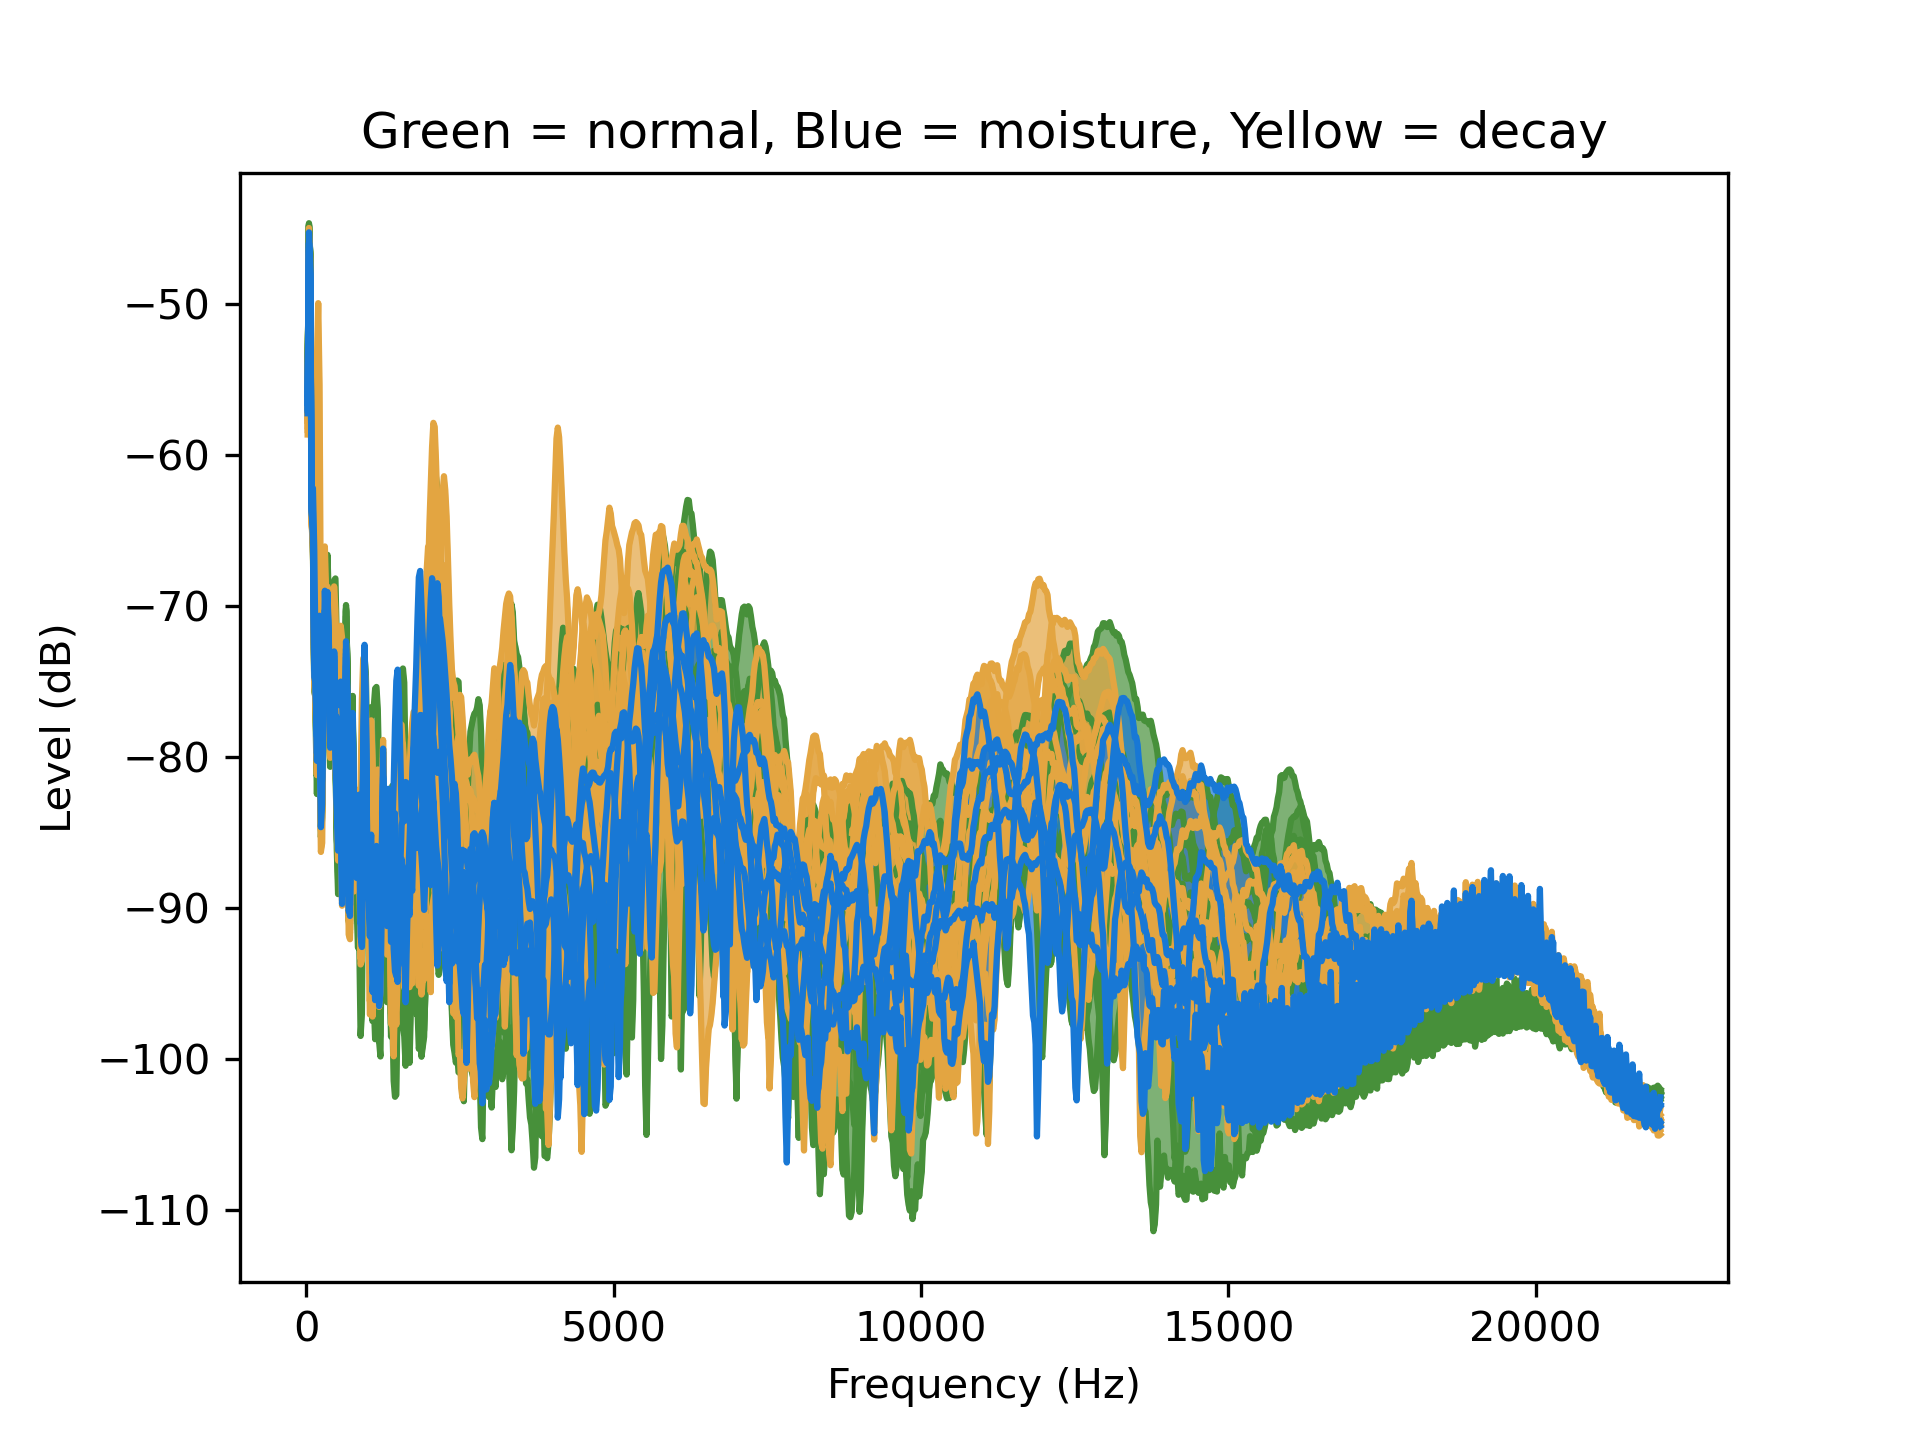 Green = normal, Blue = moisture, Yellow = decay
Level (dB)
−50
−60
−70
−80
−90
−100
−110
0 5000 10000 15000 20000
Frequency (Hz)